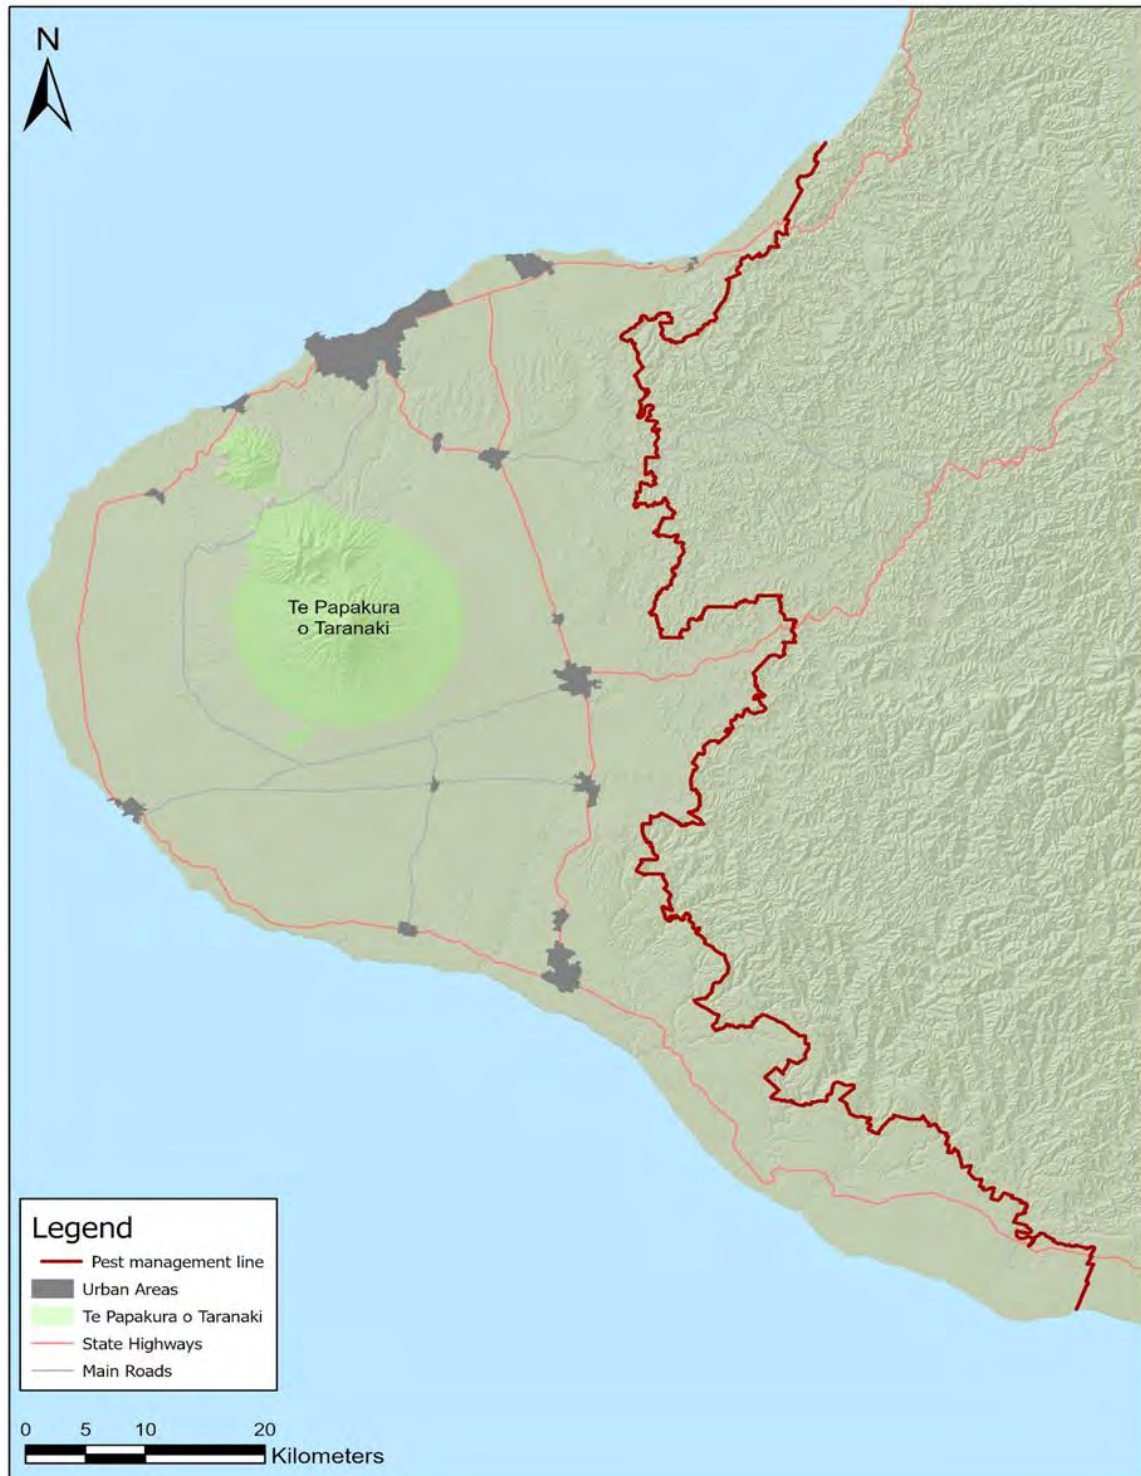 N
Te Papakura
o Taranaki
Legend
Pest management line
Urban Areas
Te Papakura o Taranaki
State Highways
Main Roads
0 5 10 20
Kilometers